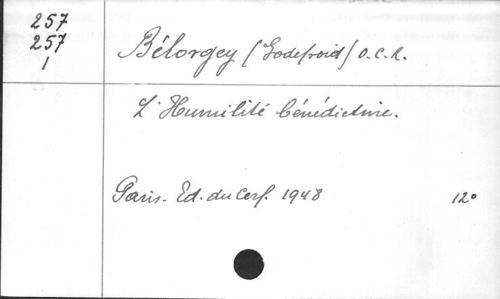 257
257
1
Bélorgey (Godefroid) O.C.R.
L'Humilité bénédictine.
Paris. Ed. du Cerf. 1948 12°